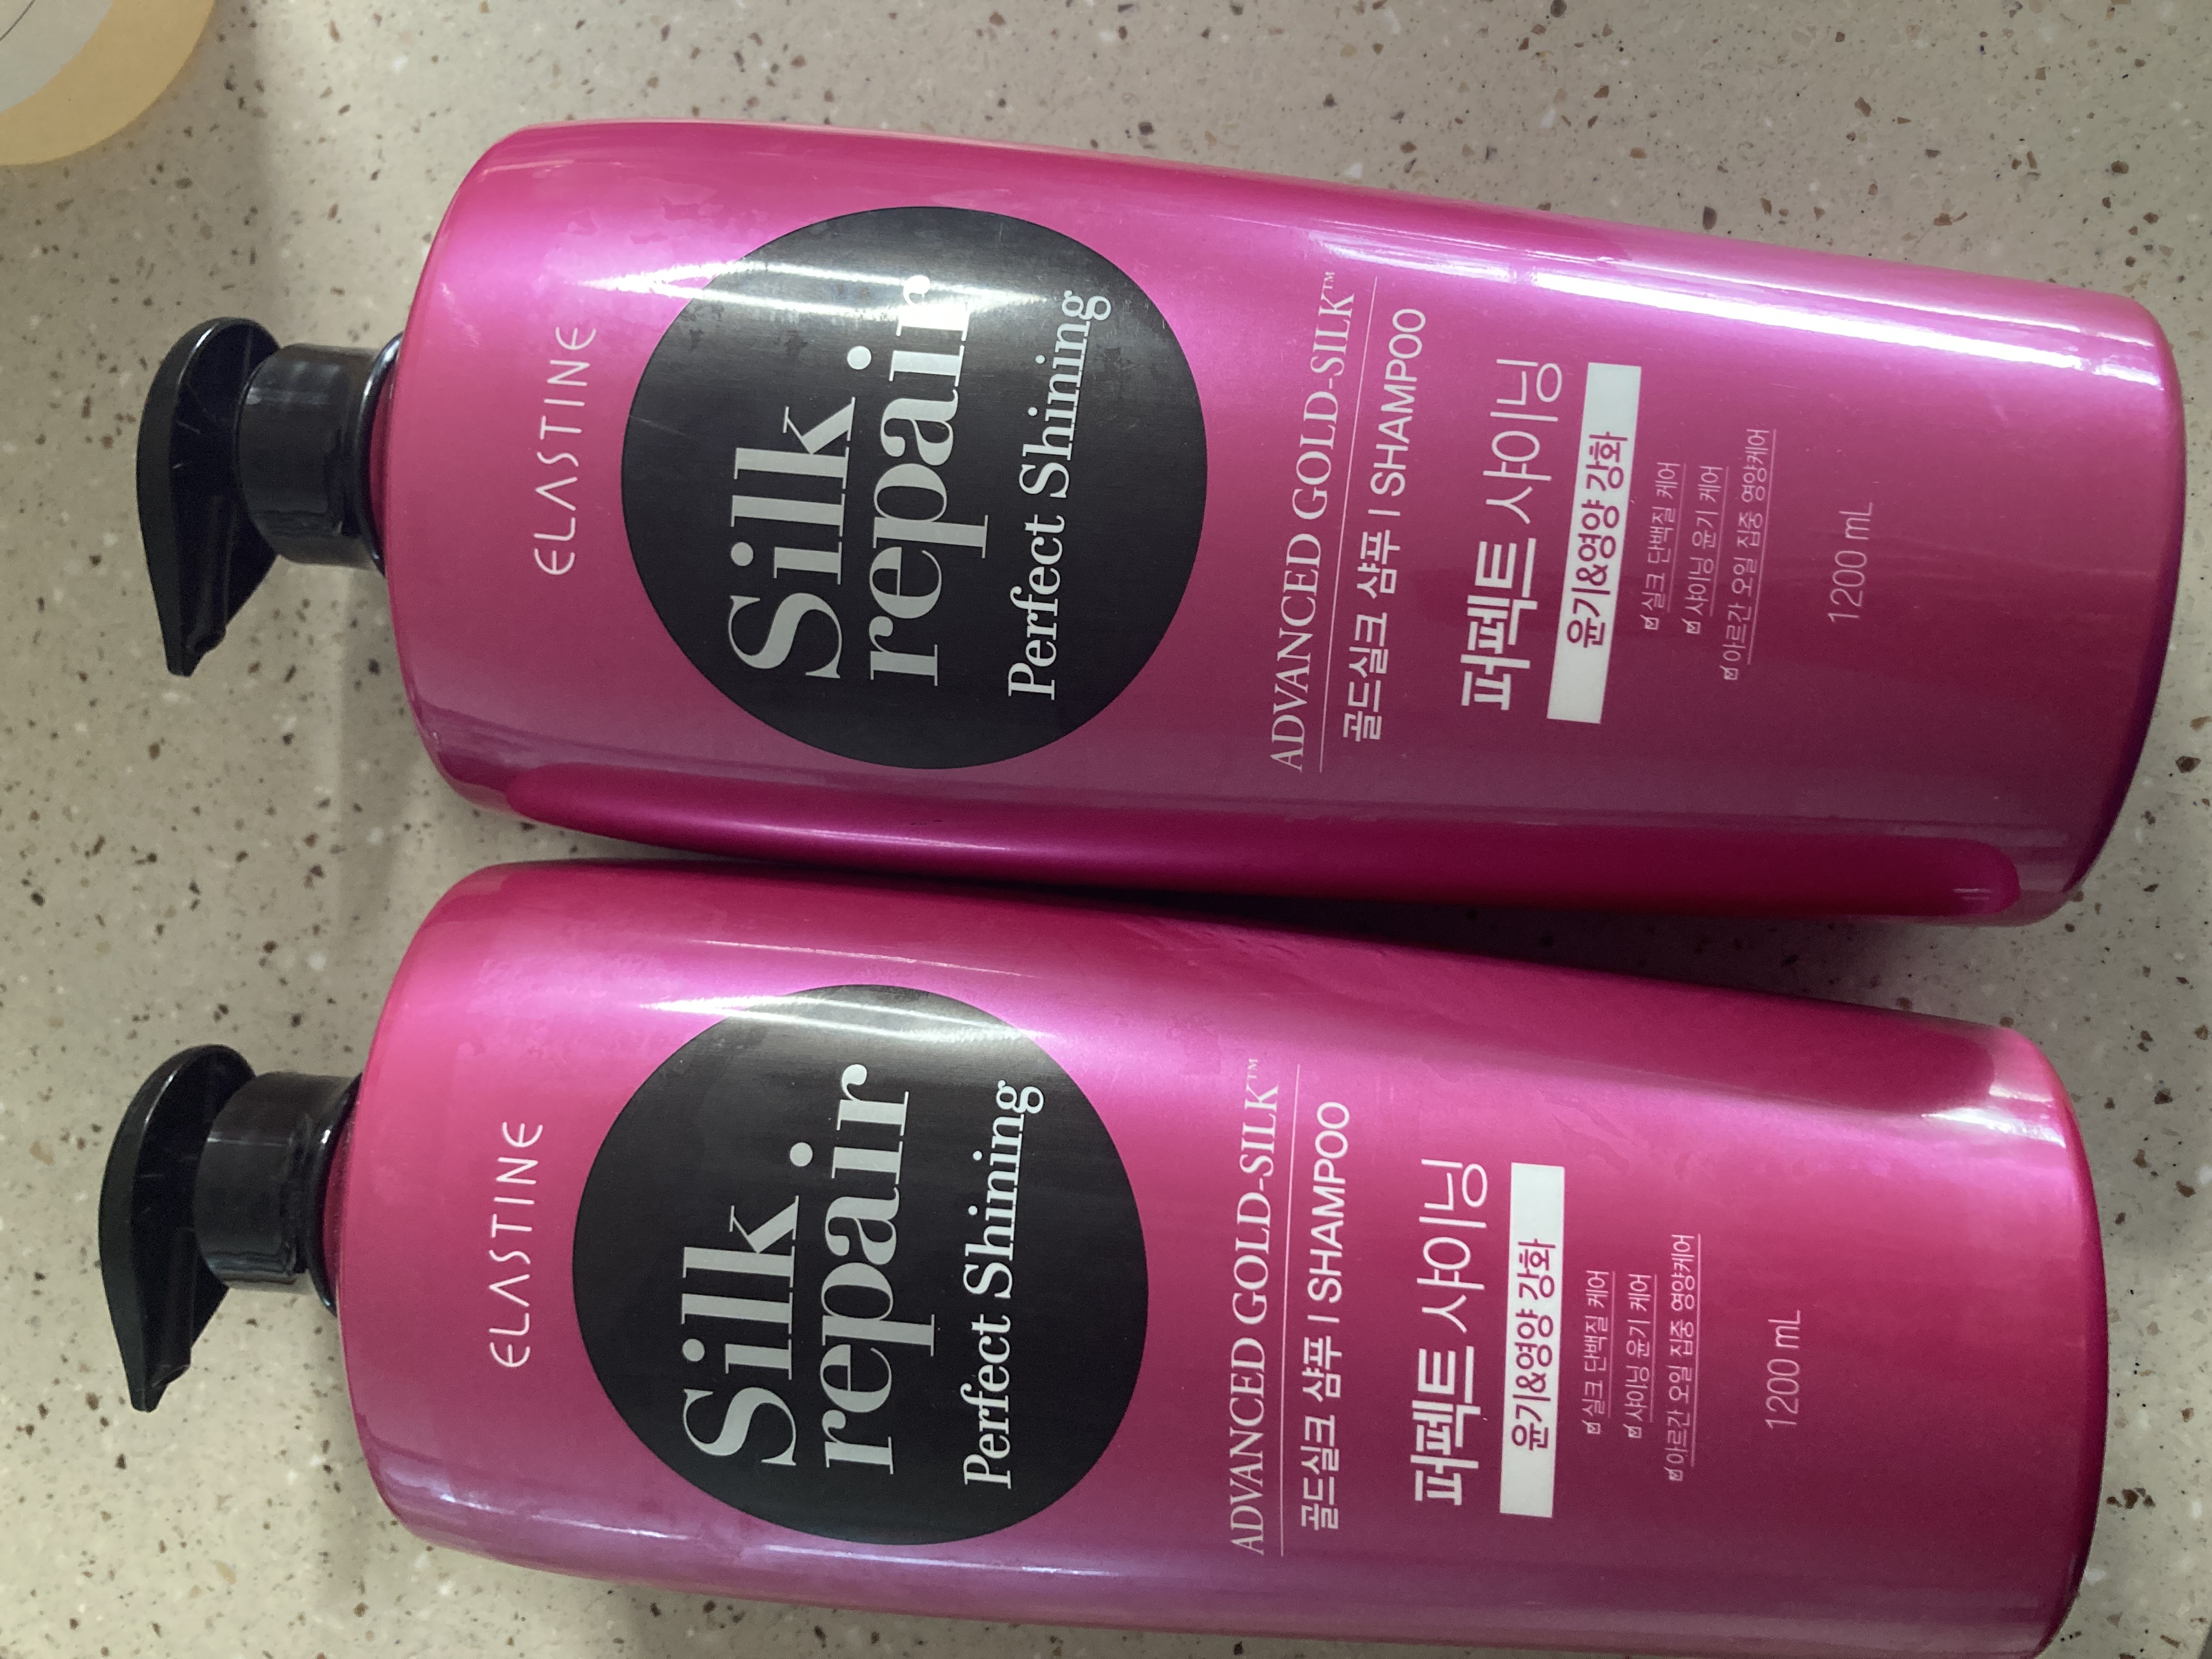 ELASTINE
Silk
repair
Perfect Shining
ADVANCED GOLD-SILK™
골드실크 샴푸 | SHAMPOO
퍼펙트 샤이닝
윤기&영양 강화
실크 단백질 케어
샤이닝 윤기 케어
아르간 오일 집중 영양케어
1200 mL
ELASTINE
Silk
repair
Perfect Shining
ADVANCED GOLD-SILK™
골드실크 샴푸 | SHAMPOO
퍼펙트 샤이닝
윤기&영양 강화
실크 단백질 케어
샤이닝 윤기 케어
아르간 오일 집중 영양케어
1200 mL